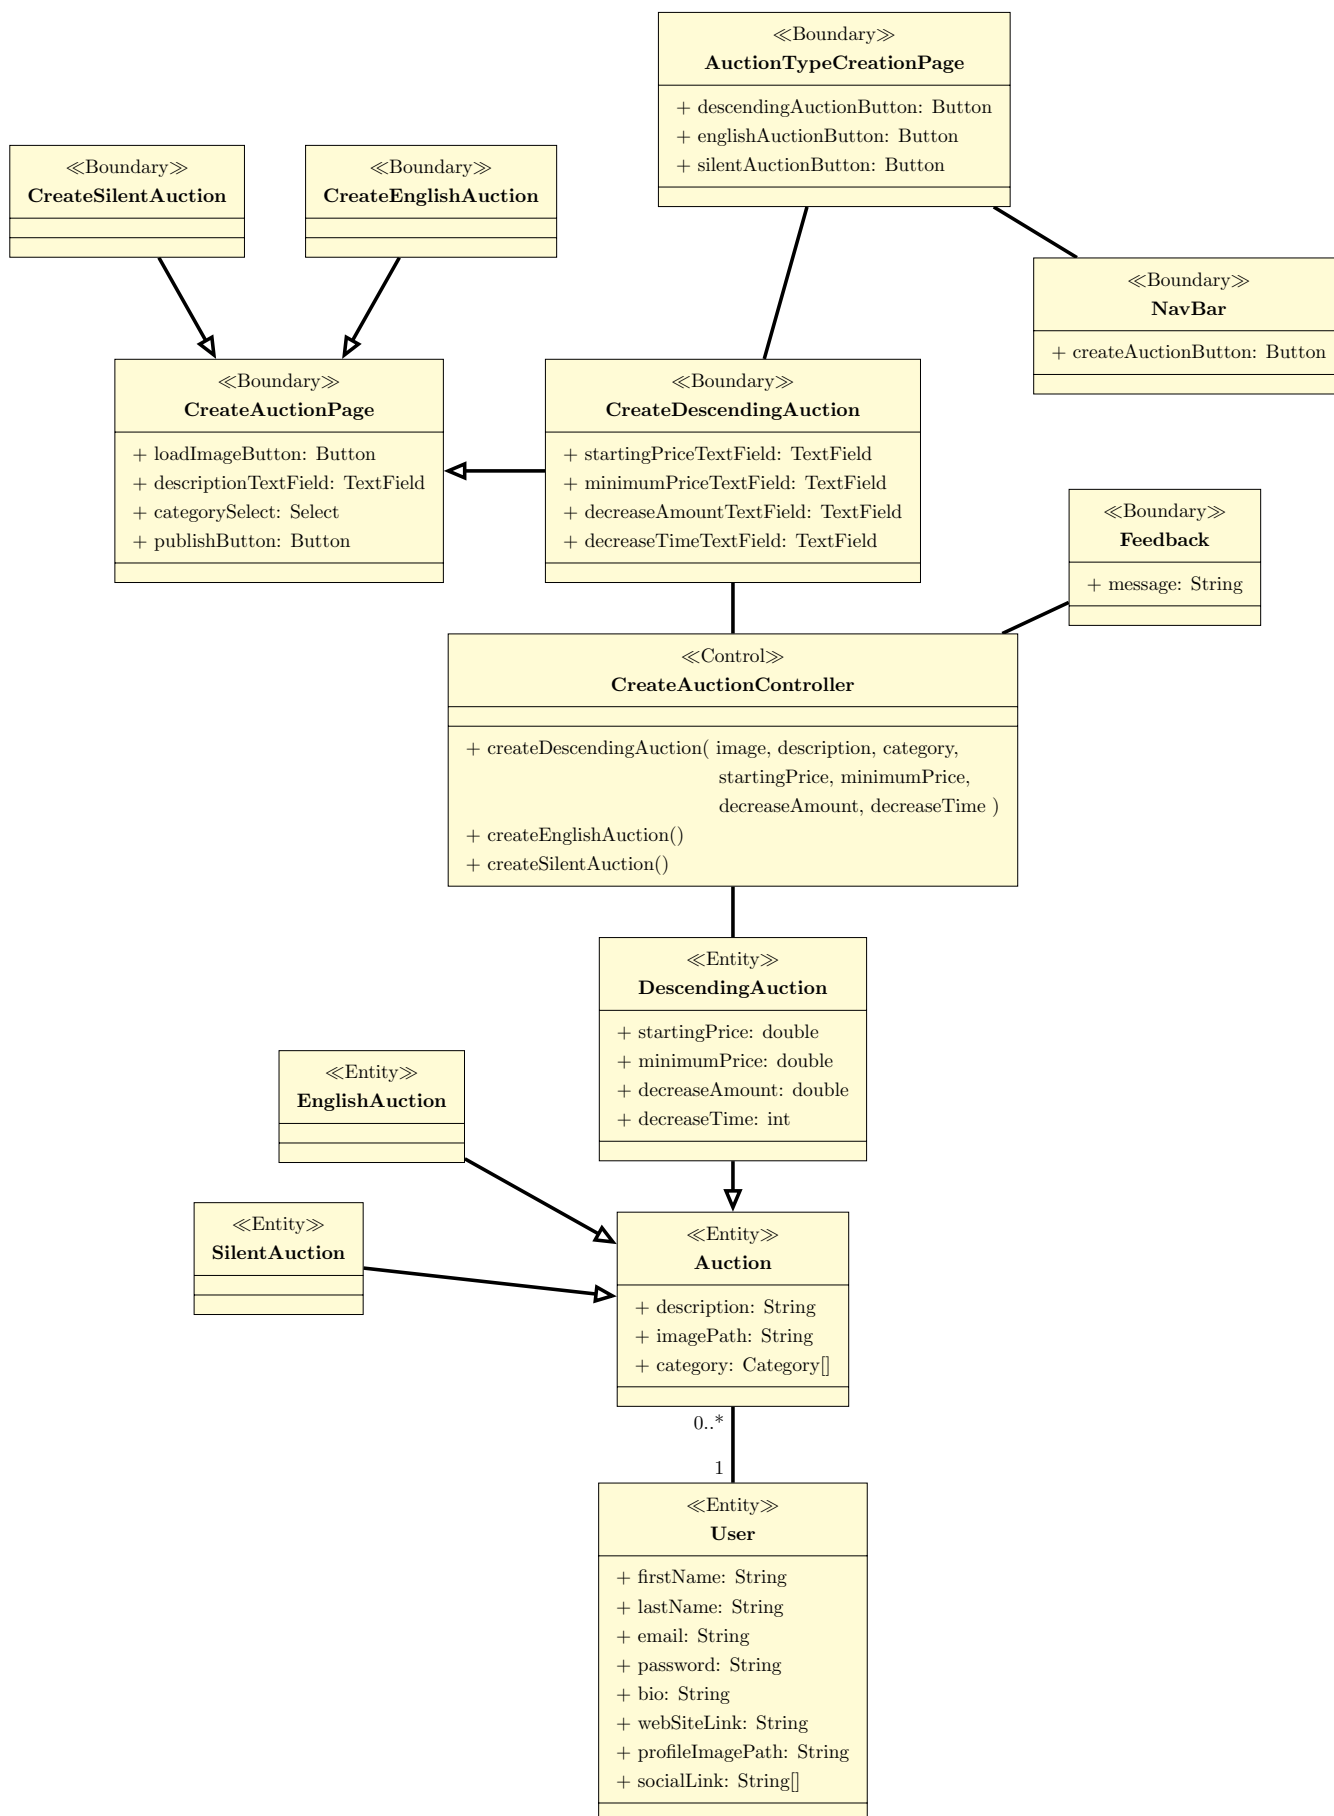 ≪Boundary≫
AuctionTypeCreationPage
+ descendingAuctionButton: Button
+ englishAuctionButton: Button
+ silentAuctionButton: Button
≪Boundary≫
CreateSilentAuction
≪Boundary≫
CreateEnglishAuction
≪Boundary≫
NavBar
+ createAuctionButton: Button
≪Boundary≫
CreateAuctionPage
+ loadImageButton: Button
+ descriptionTextField: TextField
+ categorySelect: Select
+ publishButton: Button
≪Boundary≫
CreateDescendingAuction
+ startingPriceTextField: TextField
+ minimumPriceTextField: TextField
+ decreaseAmountTextField: TextField
+ decreaseTimeTextField: TextField
≪Boundary≫
Feedback
+ message: String
≪Control≫
CreateAuctionController
+ createDescendingAuction( image, description, category,
startingPrice, minimumPrice,
decreaseAmount, decreaseTime )
+ createEnglishAuction()
+ createSilentAuction()
≪Entity≫
DescendingAuction
+ startingPrice: double
+ minimumPrice: double
+ decreaseAmount: double
+ decreaseTime: int
≪Entity≫
EnglishAuction
≪Entity≫
SilentAuction
≪Entity≫
Auction
+ description: String
+ imagePath: String
+ category: Category[]
0..*
1
≪Entity≫
User
+ firstName: String
+ lastName: String
+ email: String
+ password: String
+ bio: String
+ webSiteLink: String
+ profileImagePath: String
+ socialLink: String[]